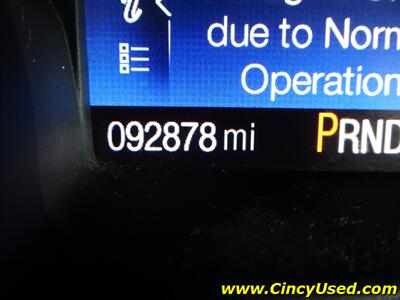 due to Norm
Operation
092878 mi
PRND
www.CincyUsed.com